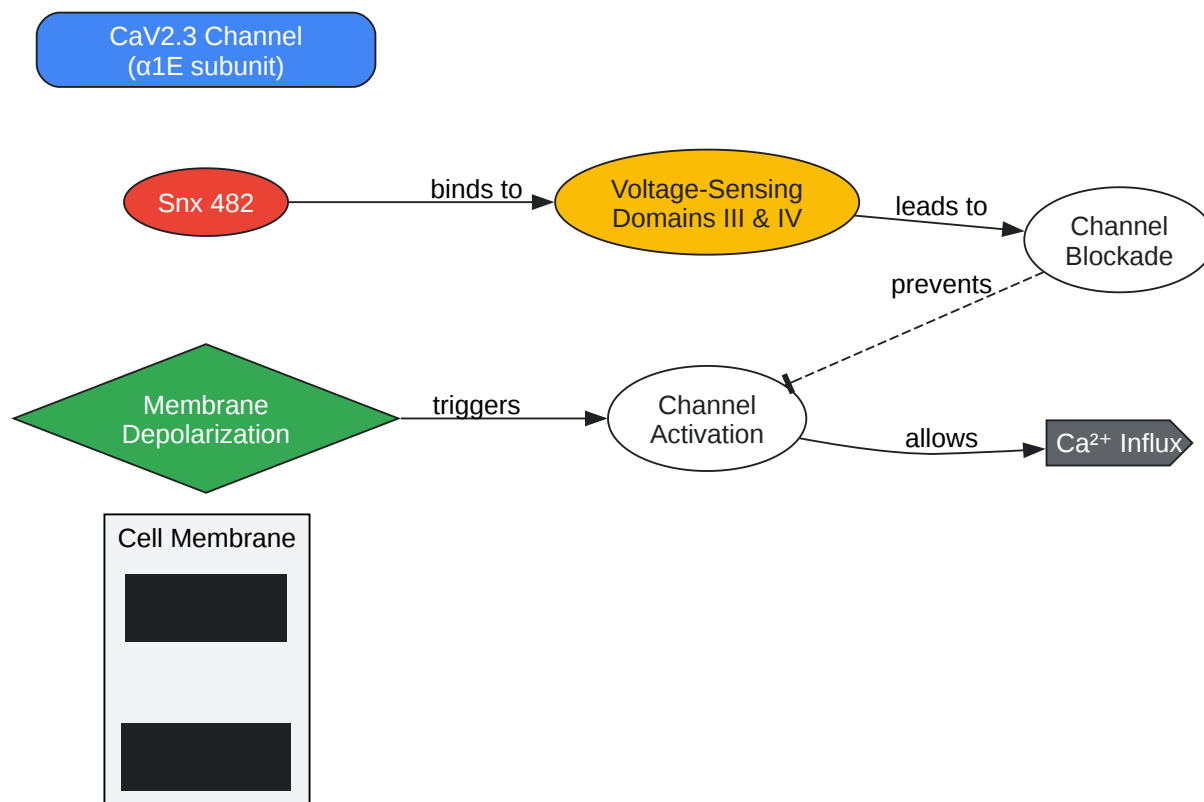 CaV2.3 Channel
(α1E subunit)
Snx 482
binds to
Voltage-Sensing
Domains III & IV
leads to
Channel
Blockade
prevents
Membrane
Depolarization
triggers
Channel
Activation
allows
Ca²⁺ Influx
Cell Membrane